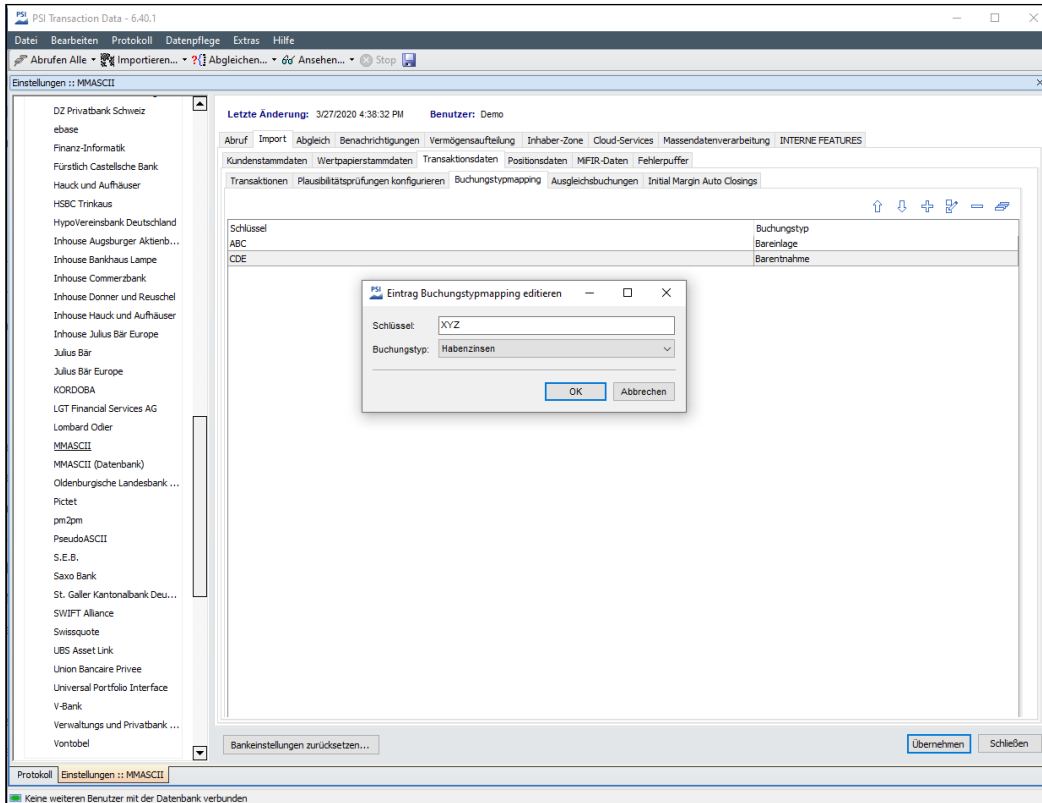 PSI Transaction Data - 6.40.1
Datei Bearbeiten Protokoll Datenpflege Extras Hilfe
Abrufen Alle Importieren... Abgleichen... Ansehen... Stop
Einstellungen :: MMASCII
DZ Privatbank Schweiz
ebase
Finanz-Informatik
Fürstlich Castellsche Bank
Hauck und Aufhäuser
HSBC Trinkaus
HypoVereinsbank Deutschland
Inhouse Augsburger Aktienb...
Inhouse Bankhaus Lampe
Inhouse Commerzbank
Inhouse Donner und Reuschel
Inhouse Hauck und Aufhäuser
Inhouse Julius Bär Europe
Julius Bär
Julius Bär Europe
KORDOBA
LGT Financial Services AG
Lombard Odier
MMASCII
MMASCII (Datenbank)
Oldenburgische Landesbank ...
Pictet
pm2pm
PseudoASCII
S.E.B.
Saxo Bank
St. Galler Kantonalbank Deu...
SWIFT Alliance
Swissquote
UBS Asset Link
Union Bancaire Privee
Universal Portfolio Interface
V-Bank
Verwaltungs und Privatbank ...
Vontobel
Letzte Änderung: 3/27/2020 4:38:32 PM Benutzer: Demo
Abruf Import Abgleich Benachrichtigungen Vermögensaufteilung Inhaber-Zone Cloud-Services Massendatenverarbeitung INTERNE FEATURES
Kundenstammdaten Wertpapierstammdaten Transaktionsdaten Positionsdaten MiFIR-Daten Fehlerpuffer
Transaktionen Plausibilitätsprüfungen konfigurieren Buchungstypmapping Ausgleichsbuchungen Initial Margin Auto Closings
Schlüssel Buchungstyp
ABC Bareinlage
CDE Barentnahme
PSI Eintrag Buchungstypmapping editieren
Schlüssel: XYZ
Buchungstyp: Habenzinsen
OK Abbrechen
Bankeinstellungen zurücksetzen... Übernehmen Schließen
Protokoll Einstellungen :: MMASCII
Keine weiteren Benutzer mit der Datenbank verbunden